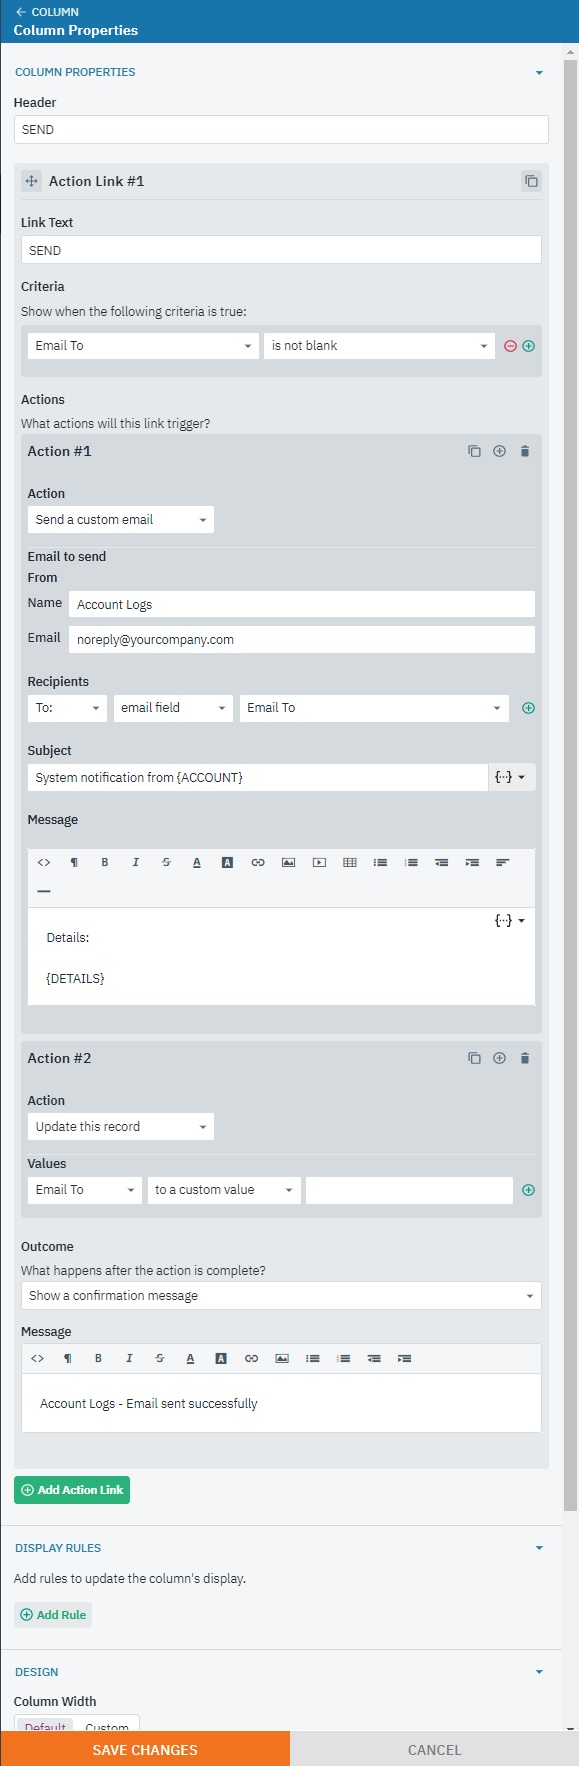 ← COLUMN
Column Properties
COLUMN PROPERTIES
Header
SEND
Action Link #1
Link Text
SEND
Criteria
Show when the following criteria is true:
Email To is not blank
Actions
What actions will this link trigger?
Action #1
Action
Send a custom email
Email to send
From
Name Account Logs
Email noreply@yourcompany.com
Recipients
To: email field Email To
Subject
System notification from {ACCOUNT}
Message
Details:
{DETAILS}
Action #2
Action
Update this record
Values
Email To to a custom value
Outcome
What happens after the action is complete?
Show a confirmation message
Message
Account Logs - Email sent successfully
Add Action Link
DISPLAY RULES
Add rules to update the column's display.
Add Rule
DESIGN
Column Width
Default Custom
SAVE CHANGES CANCEL